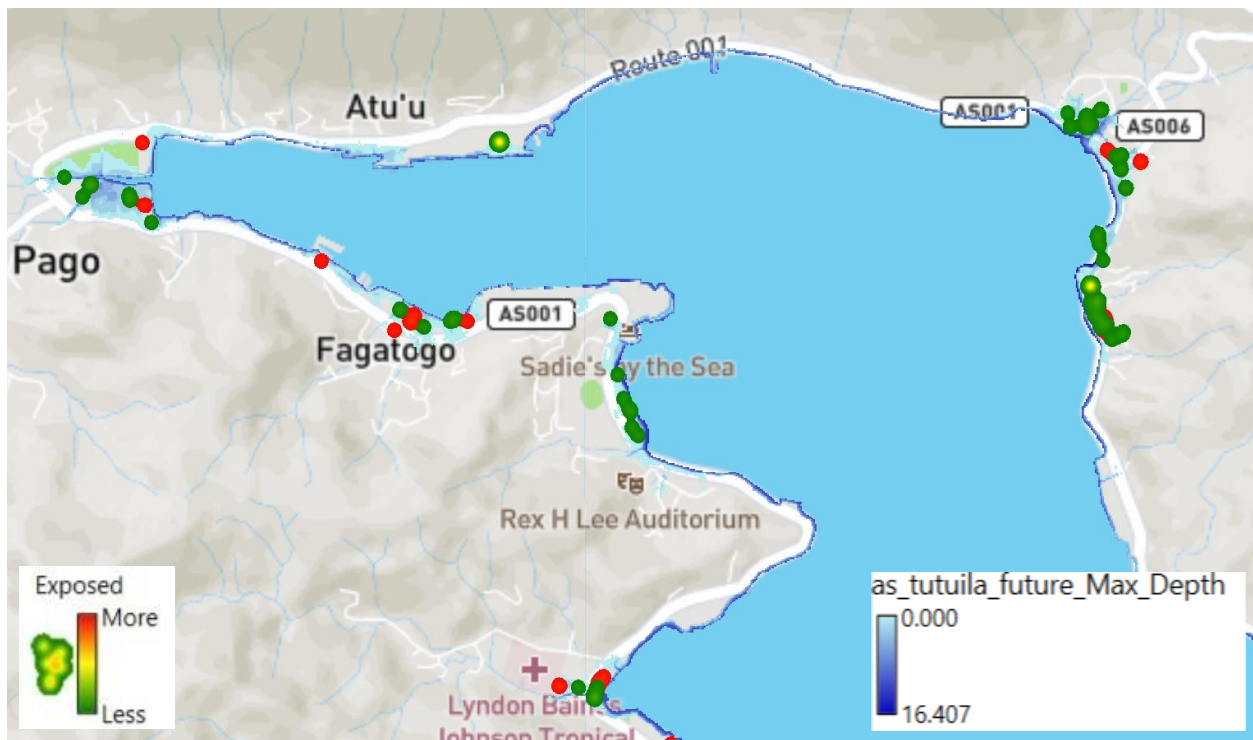 Route 001
Atu'u
AS001
AS006
Pago
AS001
Fagatogo
Sadie's by the Sea
Rex H Lee Auditorium
Exposed
More
Less
as_tutuila_future_Max_Depth
0.000
16.407
Lyndon Baines
Johnson Tropical